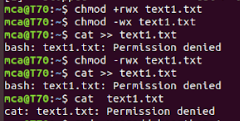 mca@T70:~$ chmod +rwx text1.txt
mca@T70:~$ chmod -wx text1.txt
mca@T70:~$ cat >> text1.txt
bash: text1.txt: Permission denied
mca@T70:~$ chmod -rwx text1.txt
mca@T70:~$ cat >> text1.txt
bash: text1.txt: Permission denied
mca@T70:~$ cat  text1.txt
cat: text1.txt: Permission denied